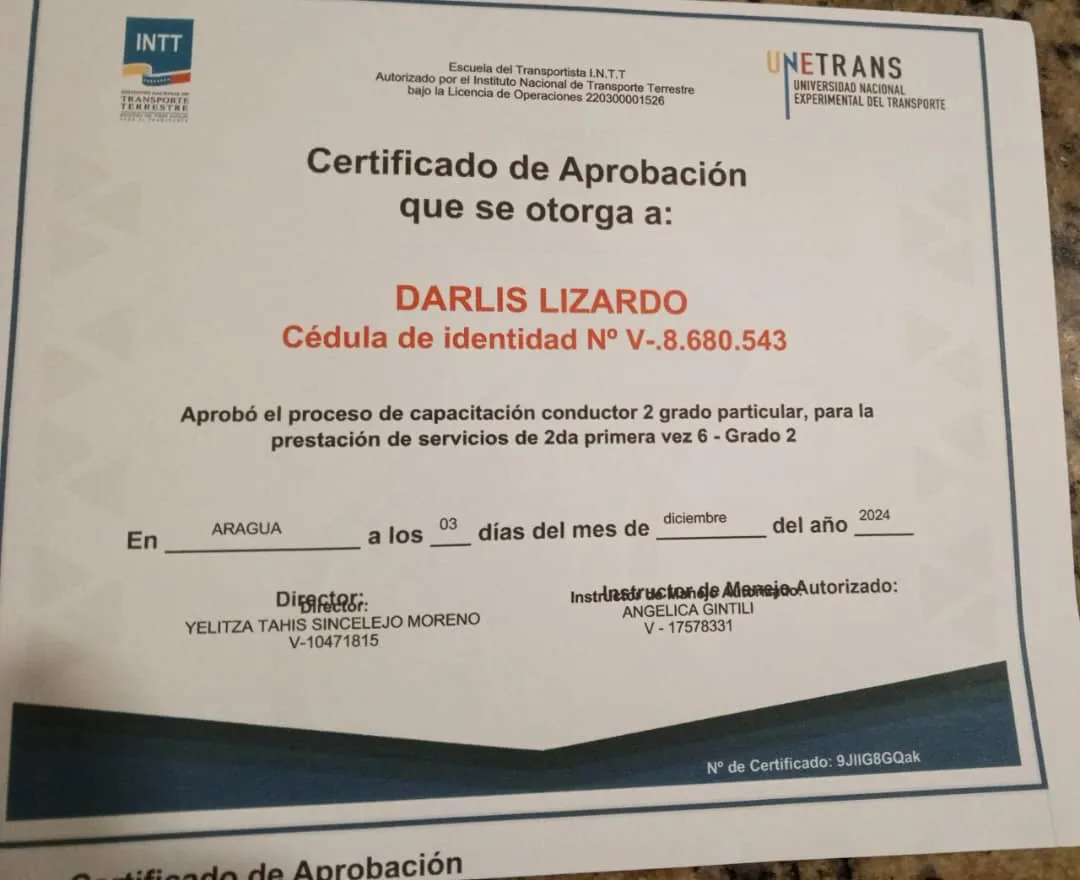 INTT
TRANSPORTE
TERRESTRE
Escuela del Transportista I.N.T.T
Autorizado por el Instituto Nacional de Transporte Terrestre
bajo la Licencia de Operaciones 220300001526
UNETRANS
UNIVERSIDAD NACIONAL
EXPERIMENTAL DEL TRANSPORTE
Certificado de Aprobación
que se otorga a:
DARLIS LIZARDO
Cédula de identidad Nº V-.8.680.543
Aprobó el proceso de capacitación conductor 2 grado particular, para la
prestación de servicios de 2da primera vez 6 - Grado 2
En ARAGUA a los 03 días del mes de diciembre del año 2024
Director:
Director:
YELITZA TAHIS SINCELEJO MORENO
V-10471815
Instructor de Manejo Autorizado:
Instructor de Manejo Autorizado:
ANGELICA GINTILI
V - 17578331
Nº de Certificado: 9JIIG8GQak
Certificado de Aprobación